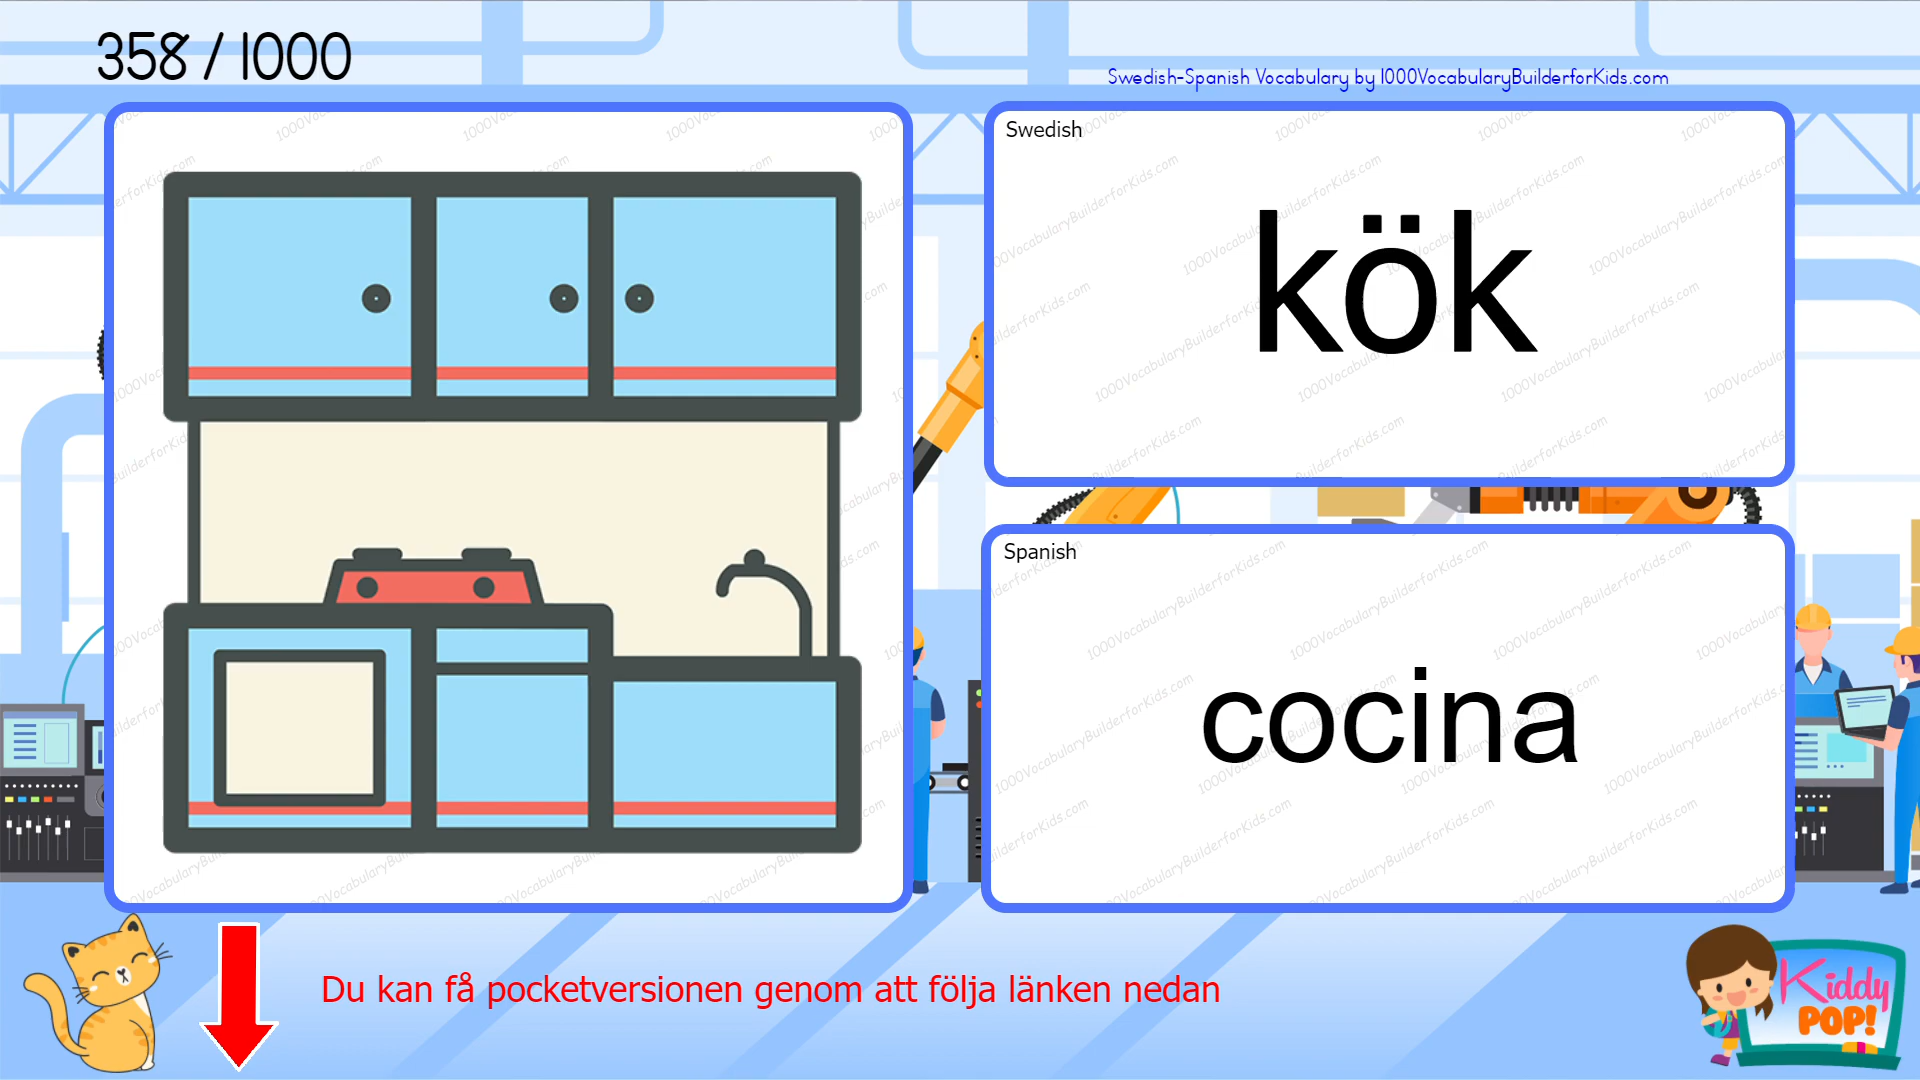 358 / 1000
Swedish-Spanish Vocabulary by 1000VocabularyBuilderforKids.com
Swedish
kök
Spanish
cocina
Du kan få pocketversionen genom att följa länken nedan
Kiddy
POP!